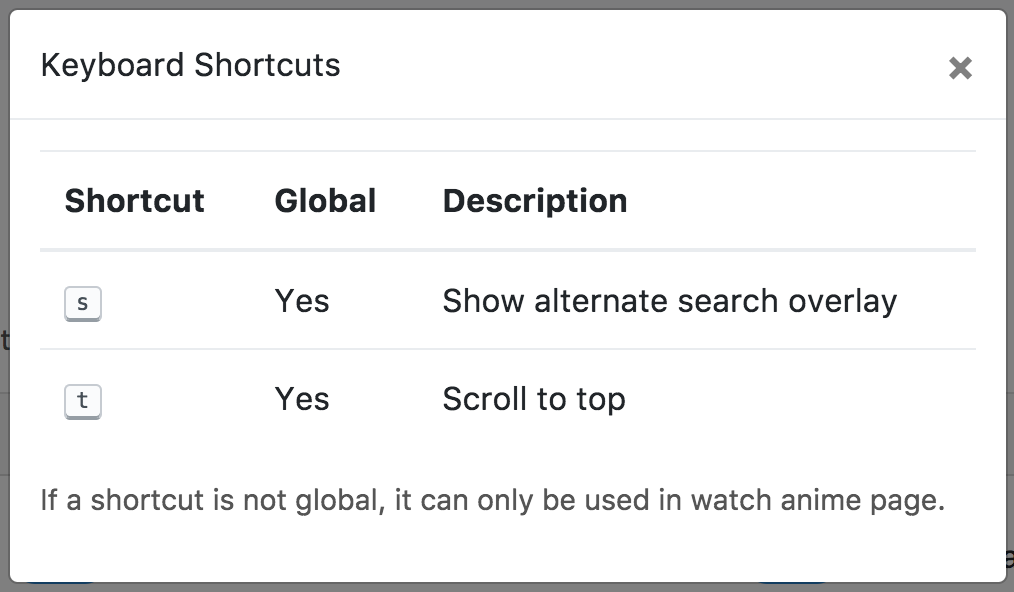 Keyboard Shortcuts ×
Shortcut Global Description
s Yes Show alternate search overlay
t Yes Scroll to top
If a shortcut is not global, it can only be used in watch anime page.